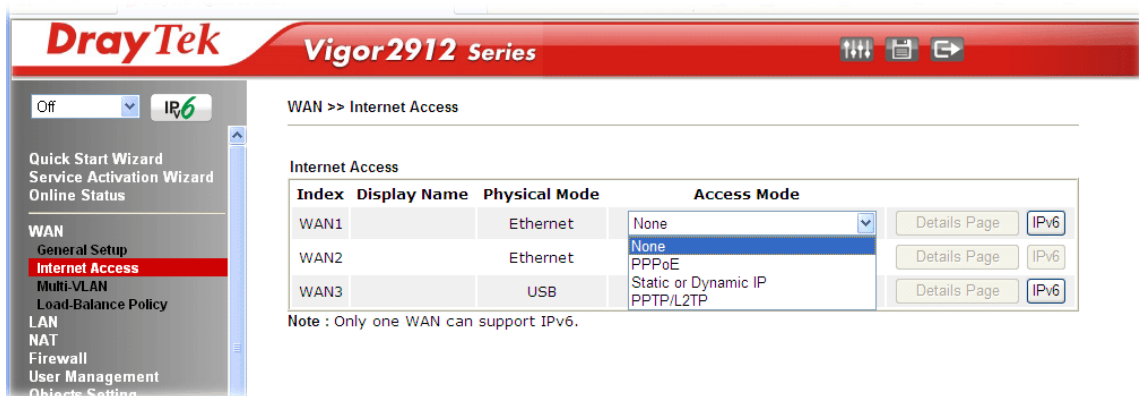 DrayTek
Vigor2912 Series
Off
IPv6
WAN >> Internet Access
Quick Start Wizard
Service Activation Wizard
Online Status
WAN
General Setup
Internet Access
Multi-VLAN
Load-Balance Policy
LAN
NAT
Firewall
User Management
Objects Setting
Internet Access
Index Display Name Physical Mode Access Mode
WAN1 Ethernet None Details Page IPv6
None
PPPoE
Static or Dynamic IP
PPTP/L2TP
WAN2 Ethernet Details Page IPv6
WAN3 USB Details Page IPv6
Note : Only one WAN can support IPv6.